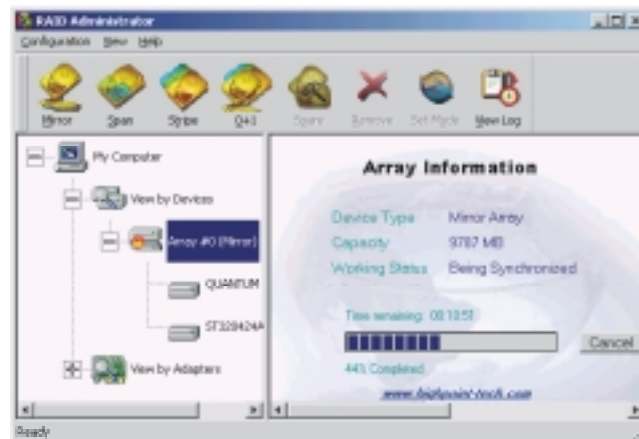 RAID Administrator
Configuration View Help
Mirror Span Stripe 0+1 Spare Remove Set Mode View Log
My Computer
View by Devices
Array #0 (Mirror)
QUANTUM
ST320424A
View by Adapters
Array Information
Device Type Mirror Array
Capacity 9787 MB
Working Status Being Synchronized
Time remaining: 00:10:51
Cancel
44% Completed
www.highpoint-tech.com
Ready